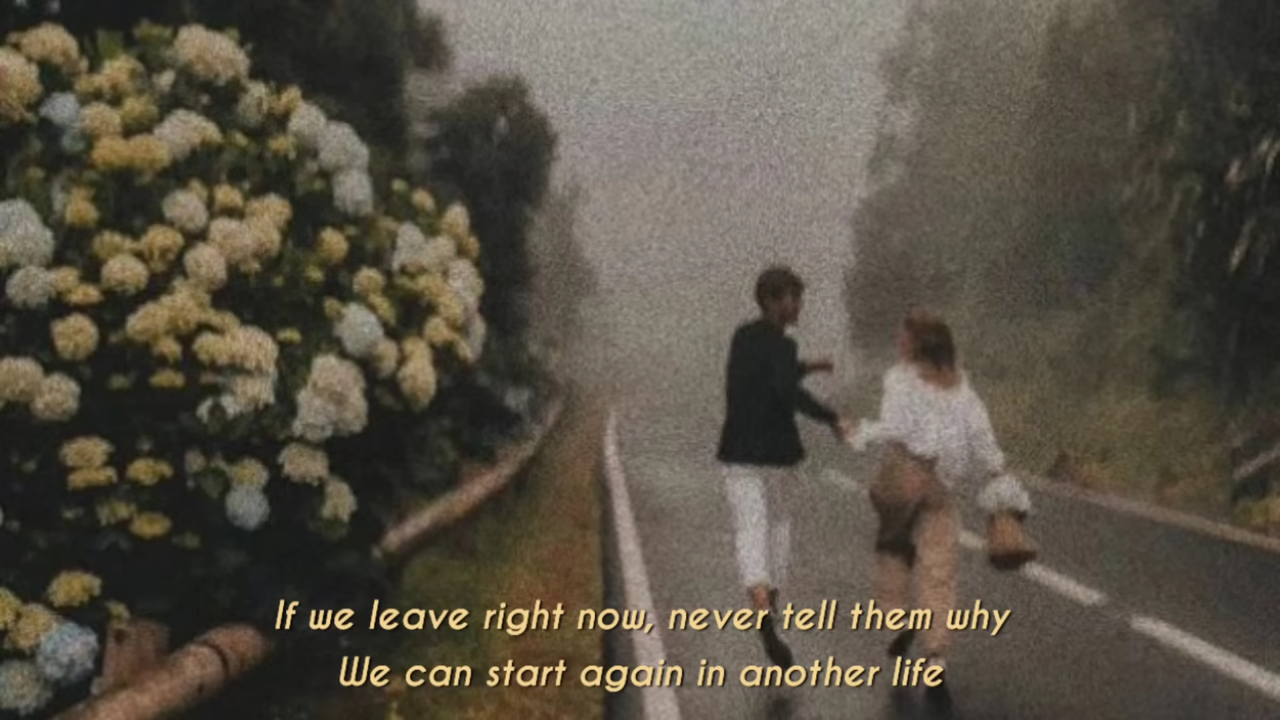 If we leave right now, never tell them why
We can start again in another life